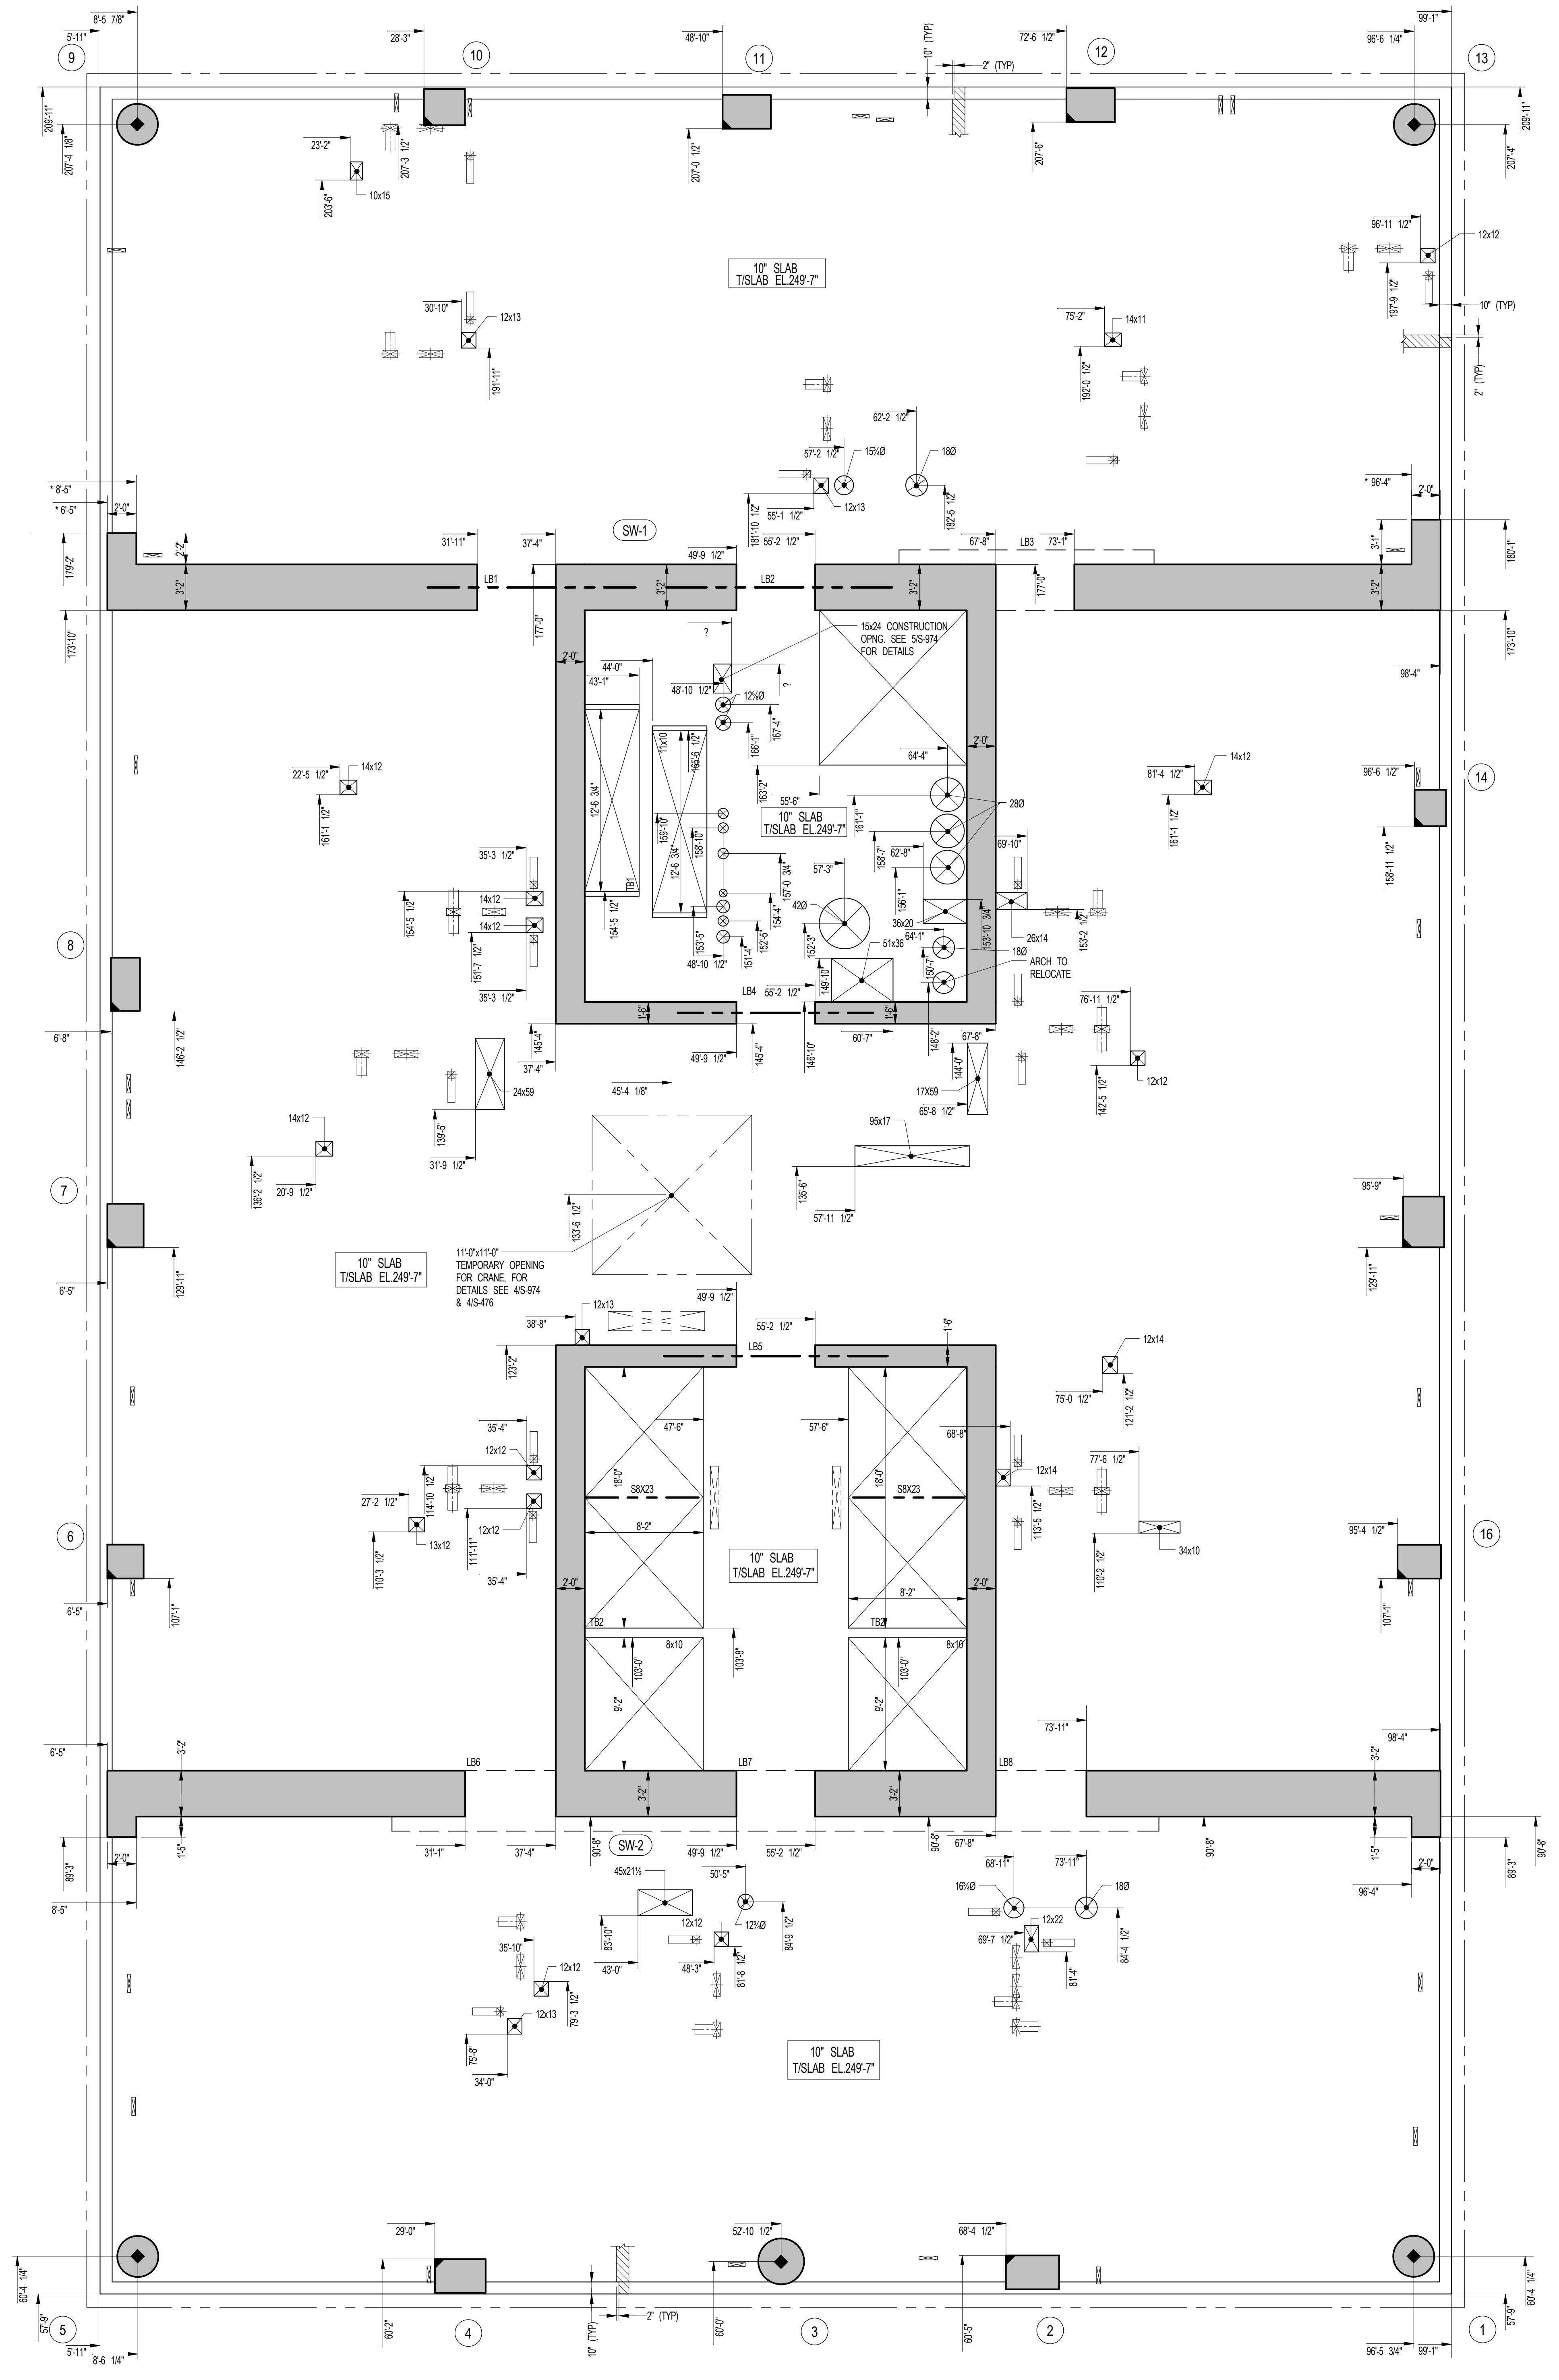 8'-5 7/8"
5'-11"
9
28'-3"
10
48'-10"
11
10" (TYP)
2" (TYP)
72'-6 1/2"
12
99'-1"
96'-6 1/4"
13
209'-11"
207'-4 1/8"
23'-2"
203'-6"
10x15
207'-3 1/2"
207'-0 1/2"
207'-6"
209'-11"
207'-4"
96'-11 1/2"
12x12
197'-9 1/2"
10" (TYP)
2" (TYP)
10" SLAB
T/SLAB EL.249'-7"
30'-10"
12x13
191'-11"
75'-2"
14x11
192'-0 1/2"
62'-2 1/2"
57'-2 1/2"
15¾Ø
18Ø
12x13
181'-10 1/2"
55'-1 1/2"
182'-5 1/2"
* 8'-5"
* 6'-5"
2'-0"
179'-2"
2'-2"
3'-2"
173'-10"
31'-11"
37'-4"
SW-1
49'-9 1/2"
55'-2 1/2"
67'-8"
LB3
73'-1"
* 96'-4"
2'-0"
3'-1"
180'-1"
LB1
LB2
177'-0"
3'-2"
3'-2"
177'-0"
3'-2"
173'-10"
98'-4"
2'-0"
44'-0"
43'-1"
?
15x24 CONSTRUCTION
OPNG. SEE 5/S-974
FOR DETAILS
48'-10 1/2"
?
167'-4"
166'-1"
11x10
165'-6 1/2"
12'-6 3/4"
12'-6 3/4"
TB1
154'-5 1/2"
159'-10"
158'-10"
157'-0 3/4"
154'-4"
153'-5"
152'-5"
151'-4"
48'-10 1/2"
163'-2"
55'-6"
2'-0"
64'-4"
161'-1"
28Ø
10" SLAB
T/SLAB EL.249'-7"
158'-7"
62'-8"
69'-10"
156'-1"
57'-3"
42Ø
36x20
153'-10 3/4"
26x14
153'-2 1/2"
152'-3"
51x36
64'-1"
18Ø
150'-7"
ARCH TO
RELOCATE
149'-10"
148'-2"
22'-5 1/2"
14x12
161'-1 1/2"
81'-4 1/2"
14x12
161'-1 1/2"
96'-6 1/2"
14
158'-11 1/2"
35'-3 1/2"
14x12
154'-5 1/2"
14x12
151'-7 1/2"
35'-3 1/2"
8
6'-8"
146'-2 1/2"
LB4
55'-2 1/2"
1'-6"
1'-6"
145'-4"
37'-4"
49'-9 1/2"
145'-4"
146'-10"
60'-7"
67'-8"
144'-0"
17X59
65'-8 1/2"
76'-11 1/2"
142'-5 1/2"
12x12
24x59
139'-5"
31'-9 1/2"
45'-4 1/8"
95x17
135'-6"
57'-11 1/2"
14x12
136'-2 1/2"
20'-9 1/2"
133'-6 1/2"
7
6'-5"
129'-11"
95'-9"
129'-11"
10" SLAB
T/SLAB EL.249'-7"
11'-0"x11'-0"
TEMPORARY OPENING
FOR CRANE, FOR
DETAILS SEE 4/S-974
& 4/S-476
38'-8"
12x13
49'-9 1/2"
55'-2 1/2"
LB5
1'-6"
123'-2"
12x14
75'-0 1/2"
121'-2 1/2"
47'-6"
57'-6"
35'-4"
12x12
18'-0"
S8X23
8'-2"
18'-0"
S8X23
8'-2"
68'-8"
12x14
113'-5 1/2"
77'-6 1/2"
34x10
110'-2 1/2"
114'-10 1/2"
27'-2 1/2"
13x12
110'-3 1/2"
12x12
111'-11"
35'-4"
6
6'-5"
107'-1"
95'-4 1/2"
107'-1"
16
10" SLAB
T/SLAB EL.249'-7"
2'-0"
2'-0"
TB2
8x10
103'-0"
103'-8"
9'-2"
TB2
8x10
103'-0"
9'-2"
6'-5"
3'-2"
73'-11"
98'-4"
3'-2"
LB6
LB7
LB8
3'-2"
3'-2"
89'-3"
2'-0"
1'-5"
8'-5"
31'-1"
37'-4"
90'-8"
SW-2
49'-9 1/2"
55'-2 1/2"
90'-8"
67'-8"
90'-8"
1'-5"
2'-0"
96'-4"
89'-3"
90'-8"
45x21½
83'-10"
43'-0"
50'-5"
12¾Ø
84'-9 1/2"
12x12
48'-3"
81'-8 1/2"
68'-11"
73'-11"
16¾Ø
18Ø
12x22
69'-7 1/2"
81'-4"
84'-4 1/2"
35'-10"
12x12
79'-3 1/2"
12x13
75'-8"
34'-0"
10" SLAB
T/SLAB EL.249'-7"
60'-4 1/4"
57'-9"
5
5'-11"
8'-6 1/4"
29'-0"
60'-2"
4
10" (TYP)
2" (TYP)
52'-10 1/2"
60'-0"
3
68'-4 1/2"
60'-5"
2
96'-5 3/4"
99'-1"
1
57'-9"
60'-4 1/4"